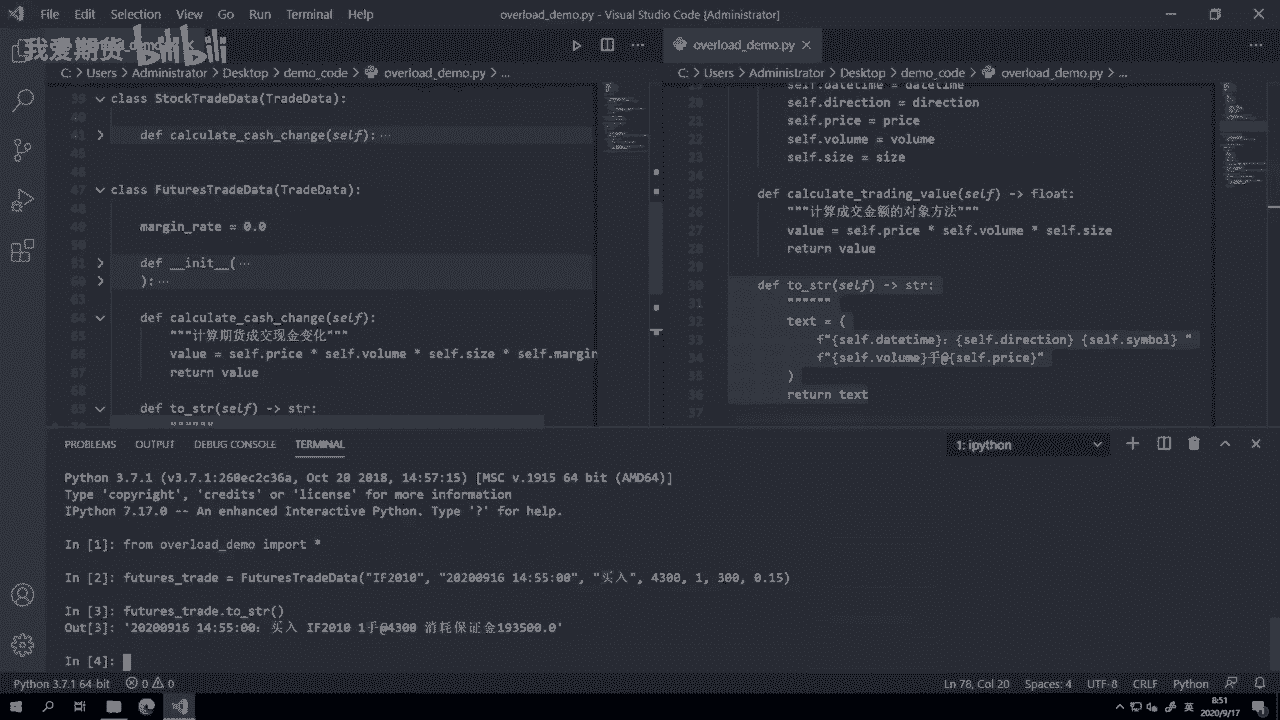 File Edit Selection View Go Run Terminal Help
overload_demo.py - Visual Studio Code [Administrator]
我爱期货 bilibili
overload_demo.py
C: > Users > Administrator > Desktop > demo_code > overload_demo.py > ...
39 class StockTradeData(TradeData):
40
41 def calculate_cash_change(self): ...
46
47 class FuturesTradeData(TradeData):
48
49 margin_rate = 0.0
50
51 def __init__( ...
60 ): ...
63
64 def calculate_cash_change(self):
65 """计算期货成交现金变化"""
66 value = self.price * self.volume * self.size * self.margin
67 return value
68
69 def to_str(self) -> str:
""""""
C: > Users > Administrator > Desktop > demo_code > overload_demo.py > ...
19 self.datetime = datetime
20 self.direction = direction
21 self.price = price
22 self.volume = volume
23 self.size = size
24
25 def calculate_trading_value(self) -> float:
26 """计算成交金额的对象方法"""
27 value = self.price * self.volume * self.size
28 return value
29
30 def to_str(self) -> str:
31 """"""
32 text = (
33 f"{self.datetime}: {self.direction} {self.symbol} "
34 f"{self.volume}手@{self.price}"
35 )
36 return text
37
PROBLEMS OUTPUT DEBUG CONSOLE TERMINAL
1: ipython
Python 3.7.1 (v3.7.1:260ec2c36a, Oct 20 2018, 14:57:15) [MSC v.1915 64 bit (AMD64)]
Type 'copyright', 'credits' or 'license' for more information
IPython 7.17.0 -- An enhanced Interactive Python. Type '?' for help.
In [1]: from overload_demo import *
In [2]: futures_trade = FuturesTradeData("IF2010", "20200916 14:55:00", "买入", 4300, 1, 300, 0.15)
In [3]: futures_trade.to_str()
Out[3]: '20200916 14:55:00: 买入 IF2010 1手@4300 消耗保证金193500.0'
In [4]:
Python 3.7.1 64-bit 0 0
Ln 78, Col 20 Spaces: 4 UTF-8 CRLF Python
英 8:51
2020/9/17